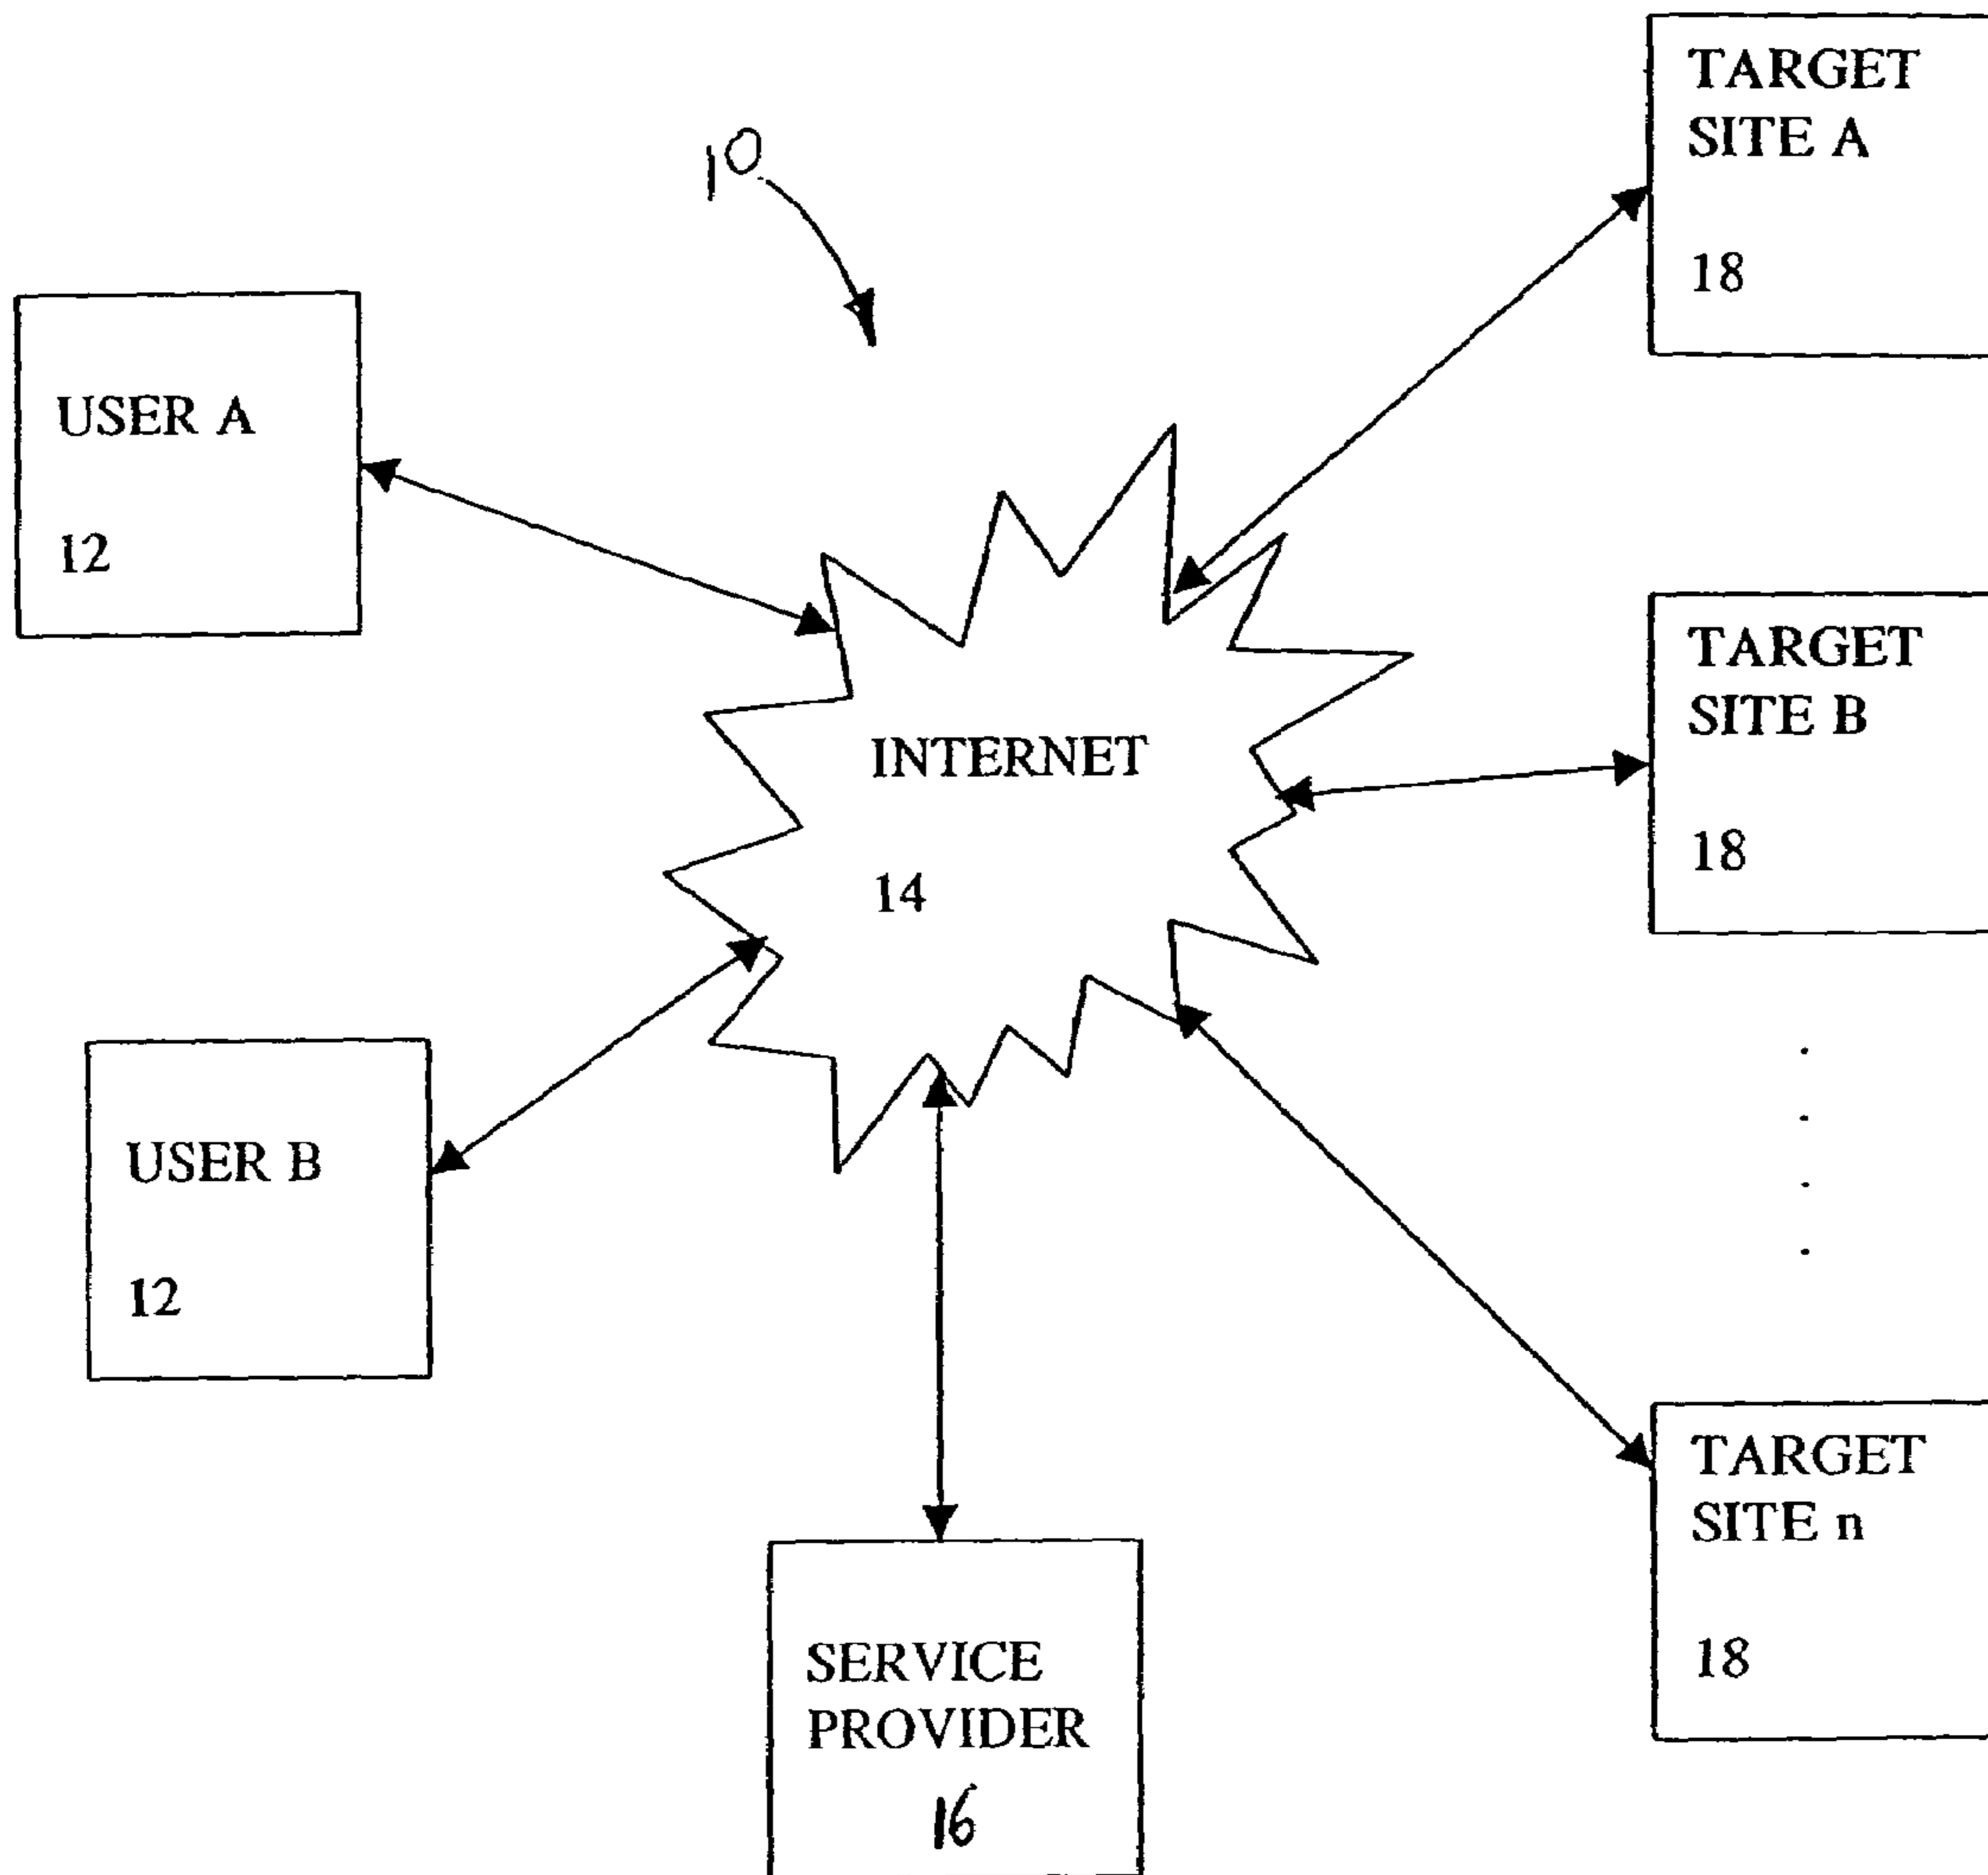 10
TARGET
SITE A
18
USER A
12
TARGET
SITE B
18
INTERNET
14
USER B
12
TARGET
SITE n
18
SERVICE
PROVIDER
16